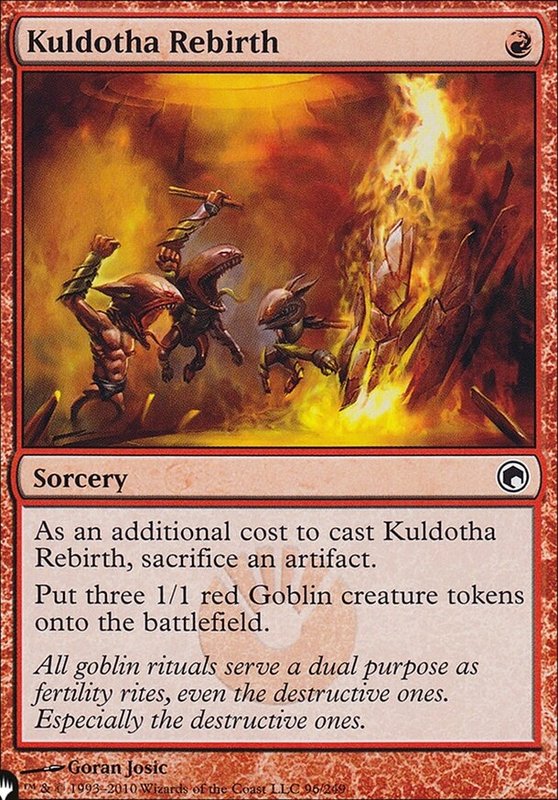 Kuldotha Rebirth
Sorcery
As an additional cost to cast Kuldotha
Rebirth, sacrifice an artifact.
Put three 1/1 red Goblin creature tokens
onto the battlefield.
All goblin rituals serve a dual purpose as
fertility rites, even the destructive ones.
Especially the destructive ones.
Goran Josic
™ & © 1993–2010 Wizards of the Coast LLC 96/249